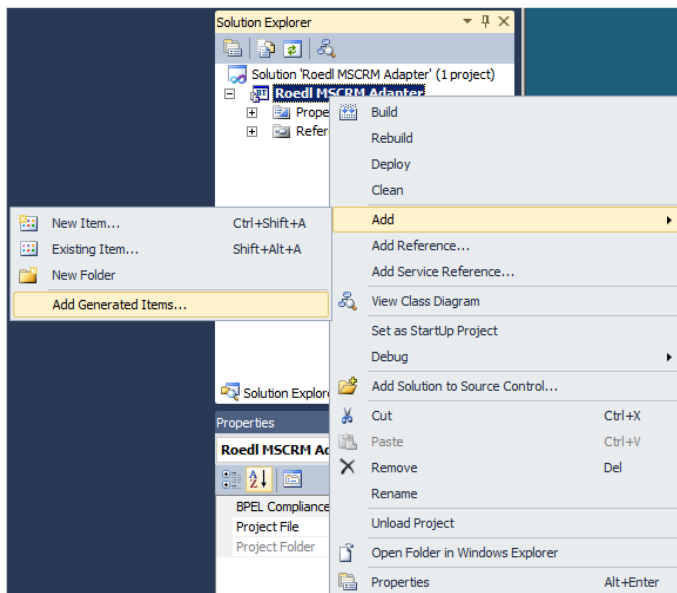 Solution Explorer
Solution 'Roedl MSCRM Adapter' (1 project)
Roedl MSCRM Adapter
Prope
Refer
Build
Rebuild
Deploy
Clean
Add
Add Reference...
Add Service Reference...
View Class Diagram
Set as StartUp Project
Debug
Add Solution to Source Control...
Cut Ctrl+X
Paste Ctrl+V
Remove Del
Rename
Unload Project
Open Folder in Windows Explorer
Properties Alt+Enter
New Item... Ctrl+Shift+A
Existing Item... Shift+Alt+A
New Folder
Add Generated Items...
Solution Explore
Properties
Roedl MSCRM Ad
BPEL Compliance
Project File
Project Folder